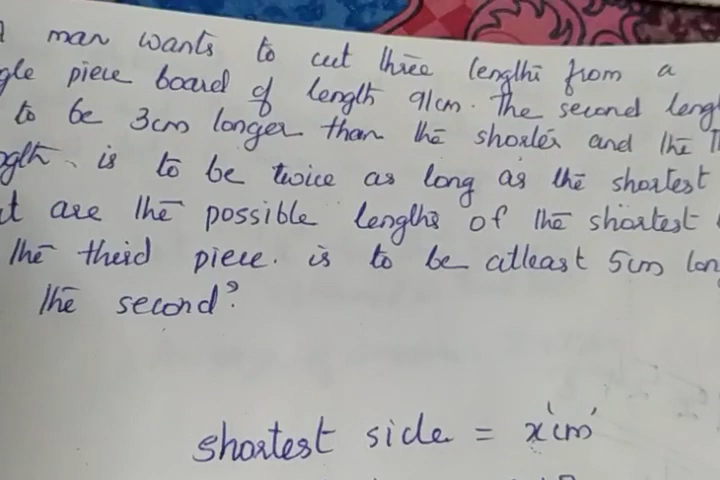 man wants to cut three lengths from a
gle piece board of length 91cm. The second leng
to be 3cm longer than the shorter and the T
ngth is to be twice as long as the shortest
t are the possible lengths of the shortest
the third piece. is to be atleast 5cm lon
the second?
shortest side = x cm